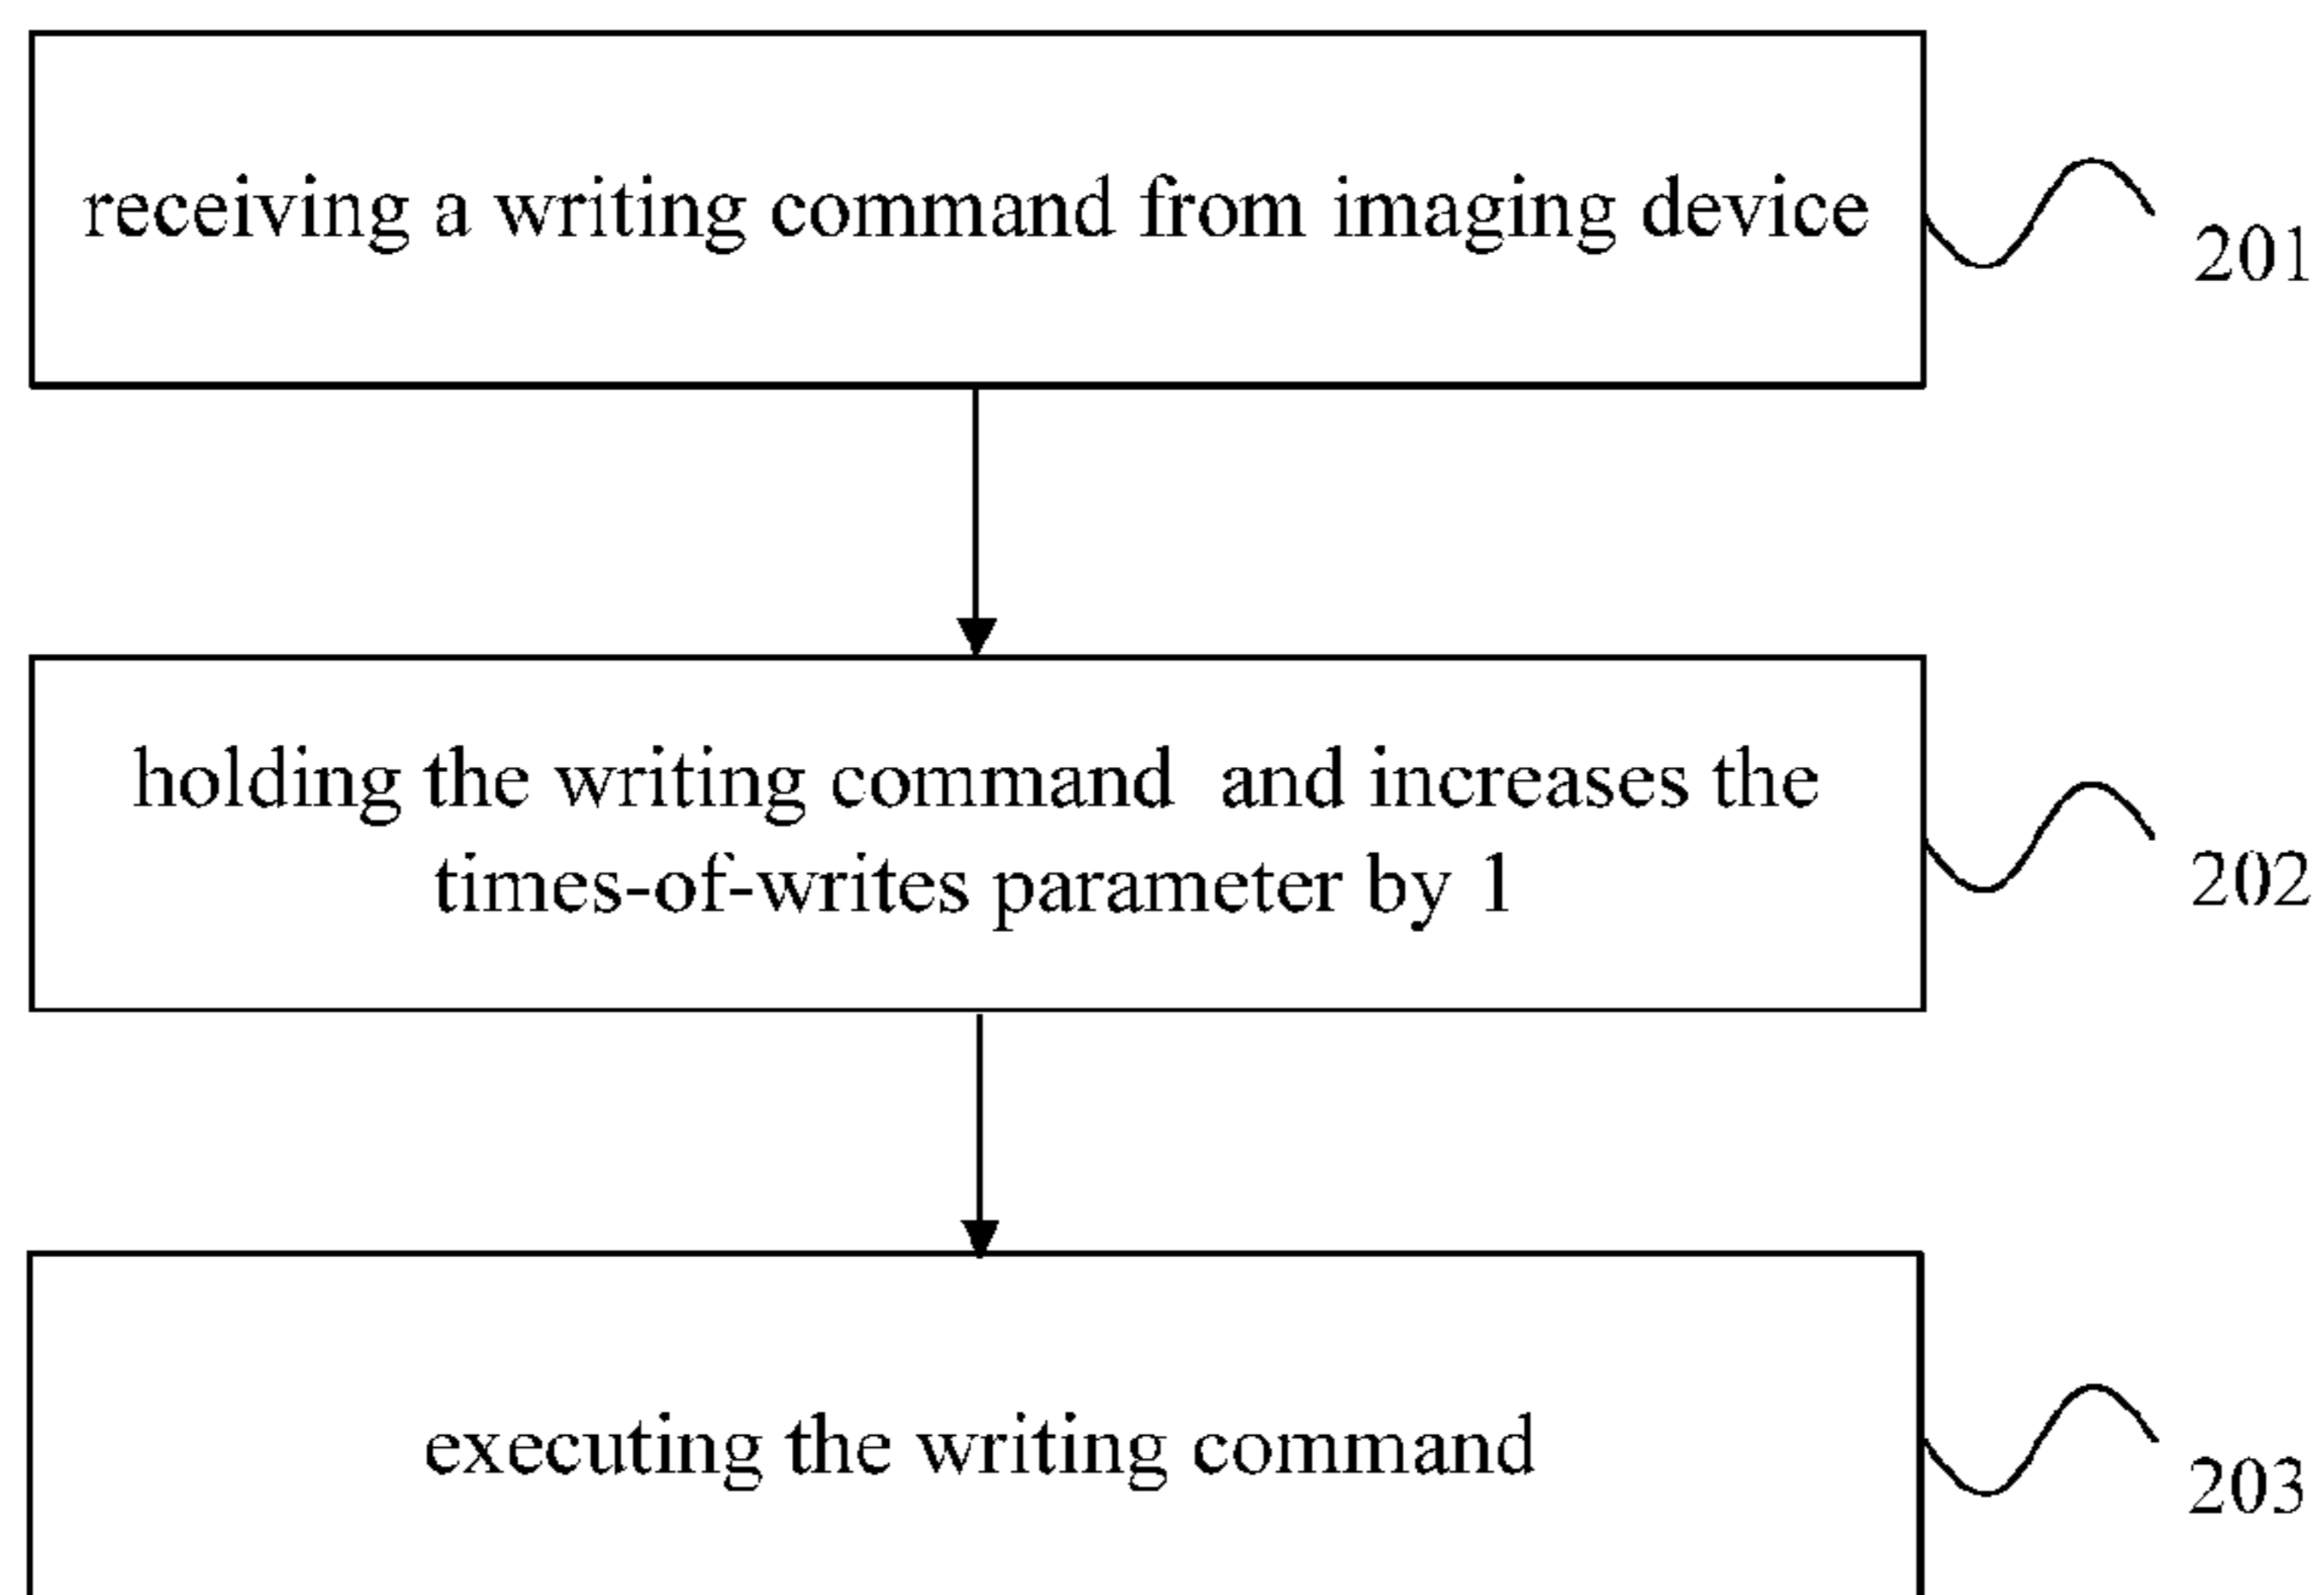 receiving a writing command from imaging device
201
holding the writing command and increases the
times-of-writes parameter by 1
202
executing the writing command
203